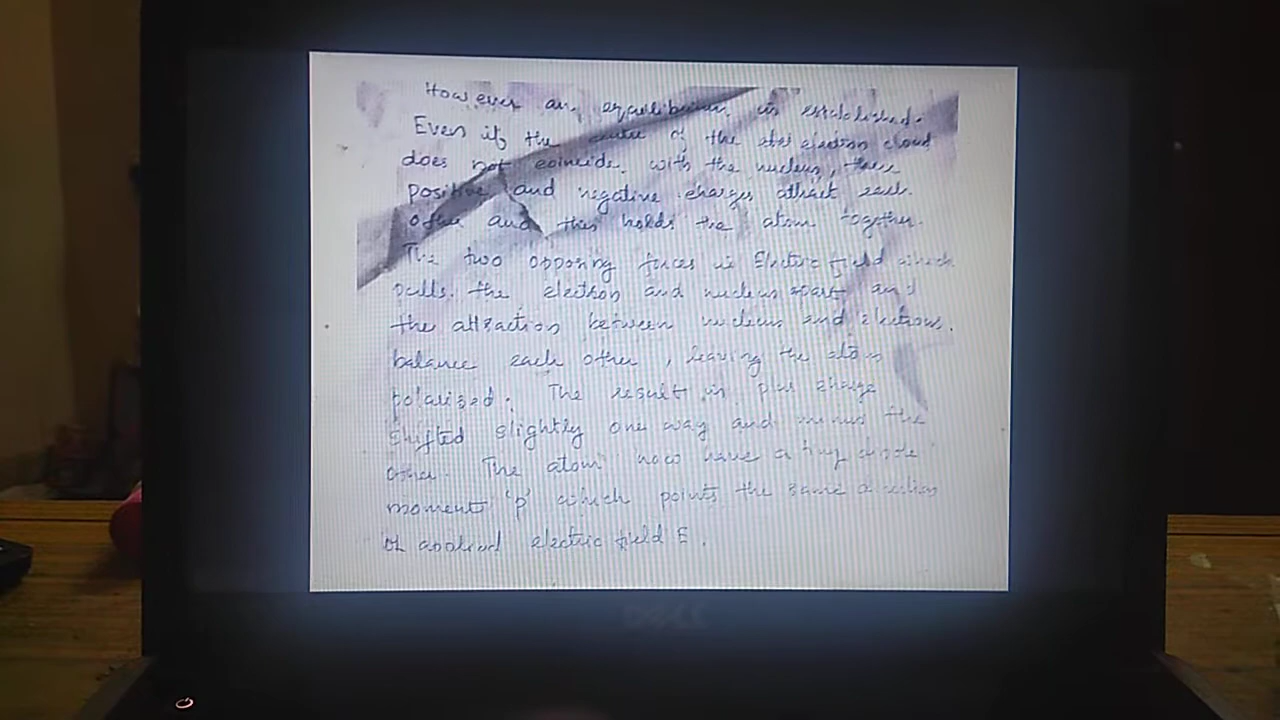 However an equilibrium is established.
Even if the centre of the electron cloud
does not coincide with the nucleus, these
positive and negative charges attract each
other and this holds the atom together.
The two opposing forces ie Electric field which
pulls the electron and nucleus apart and
the attraction between nucleus and electrons.
balance each other, leaving the atom
polarised. The result is plus charge
shifted slightly one way and minus the
other. The atom now have a tiny dipole
moment 'p' which points the same direction
of applied electric field E.
DELL